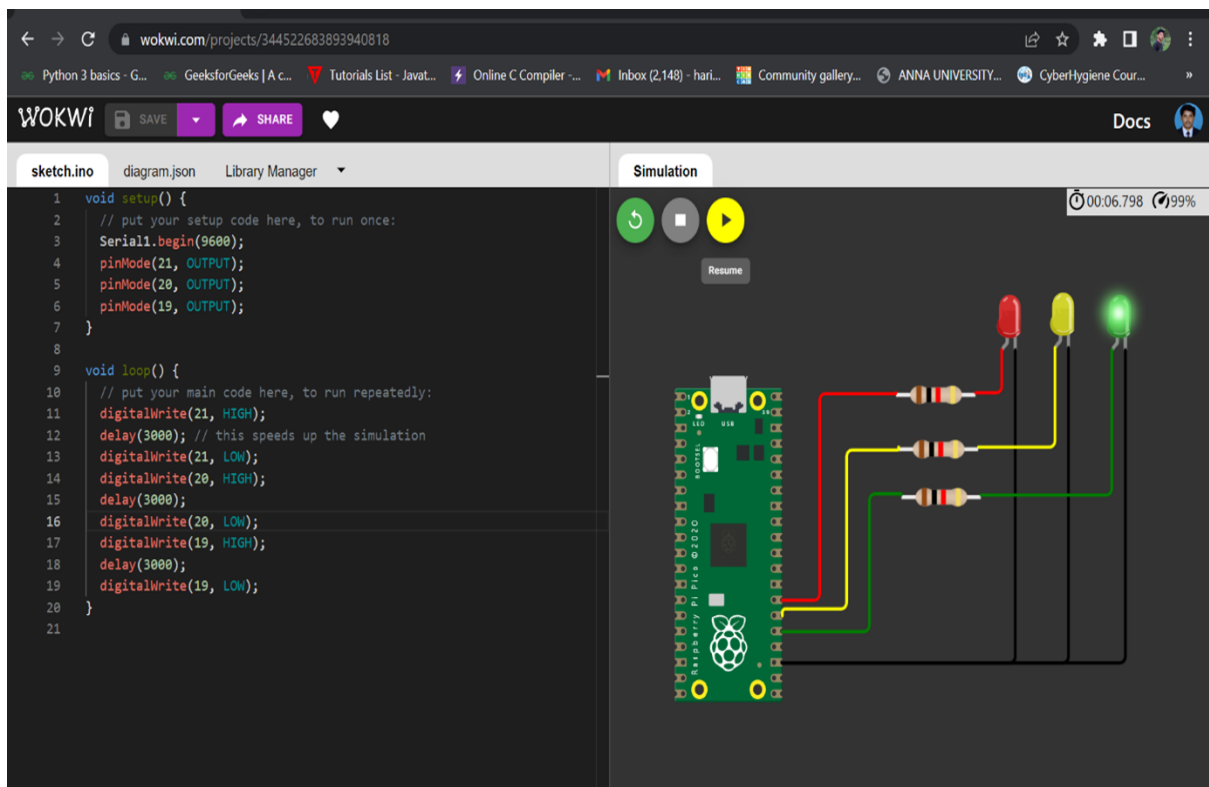 wokwi.com/projects/344522683893940818
Python 3 basics - G... GeeksforGeeks | A c... Tutorials List - Javat... Online C Compiler -... Inbox (2,148) - hari... Community gallery... ANNA UNIVERSITY... CyberHygiene Cour... »
WOKWI SAVE SHARE Docs
sketch.ino diagram.json Library Manager Simulation
1 void setup() {
2 // put your setup code here, to run once:
3 Serial1.begin(9600);
4 pinMode(21, OUTPUT);
5 pinMode(20, OUTPUT);
6 pinMode(19, OUTPUT);
7 }
8
9 void loop() {
10 // put your main code here, to run repeatedly:
11 digitalWrite(21, HIGH);
12 delay(3000); // this speeds up the simulation
13 digitalWrite(21, LOW);
14 digitalWrite(20, HIGH);
15 delay(3000);
16 digitalWrite(20, LOW);
17 digitalWrite(19, HIGH);
18 delay(3000);
19 digitalWrite(19, LOW);
20 }
21
00:06.798 99%
Resume
LED USB
BOOTSEL
Raspberry Pi Pico ©2020